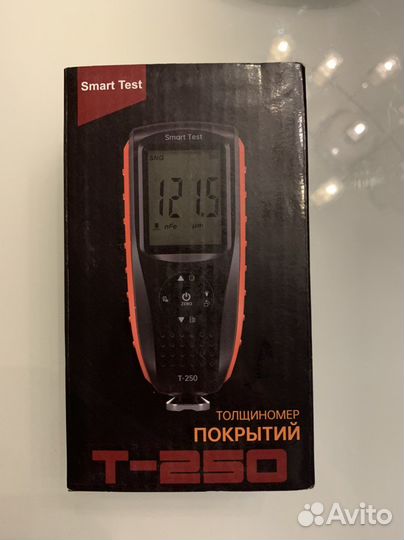 Smart Test
Smart Test
SNG
121.5
nFe µm
ZERO
T-250
ТОЛЩИНОМЕР
ПОКРЫТИЙ
T-250
Avito